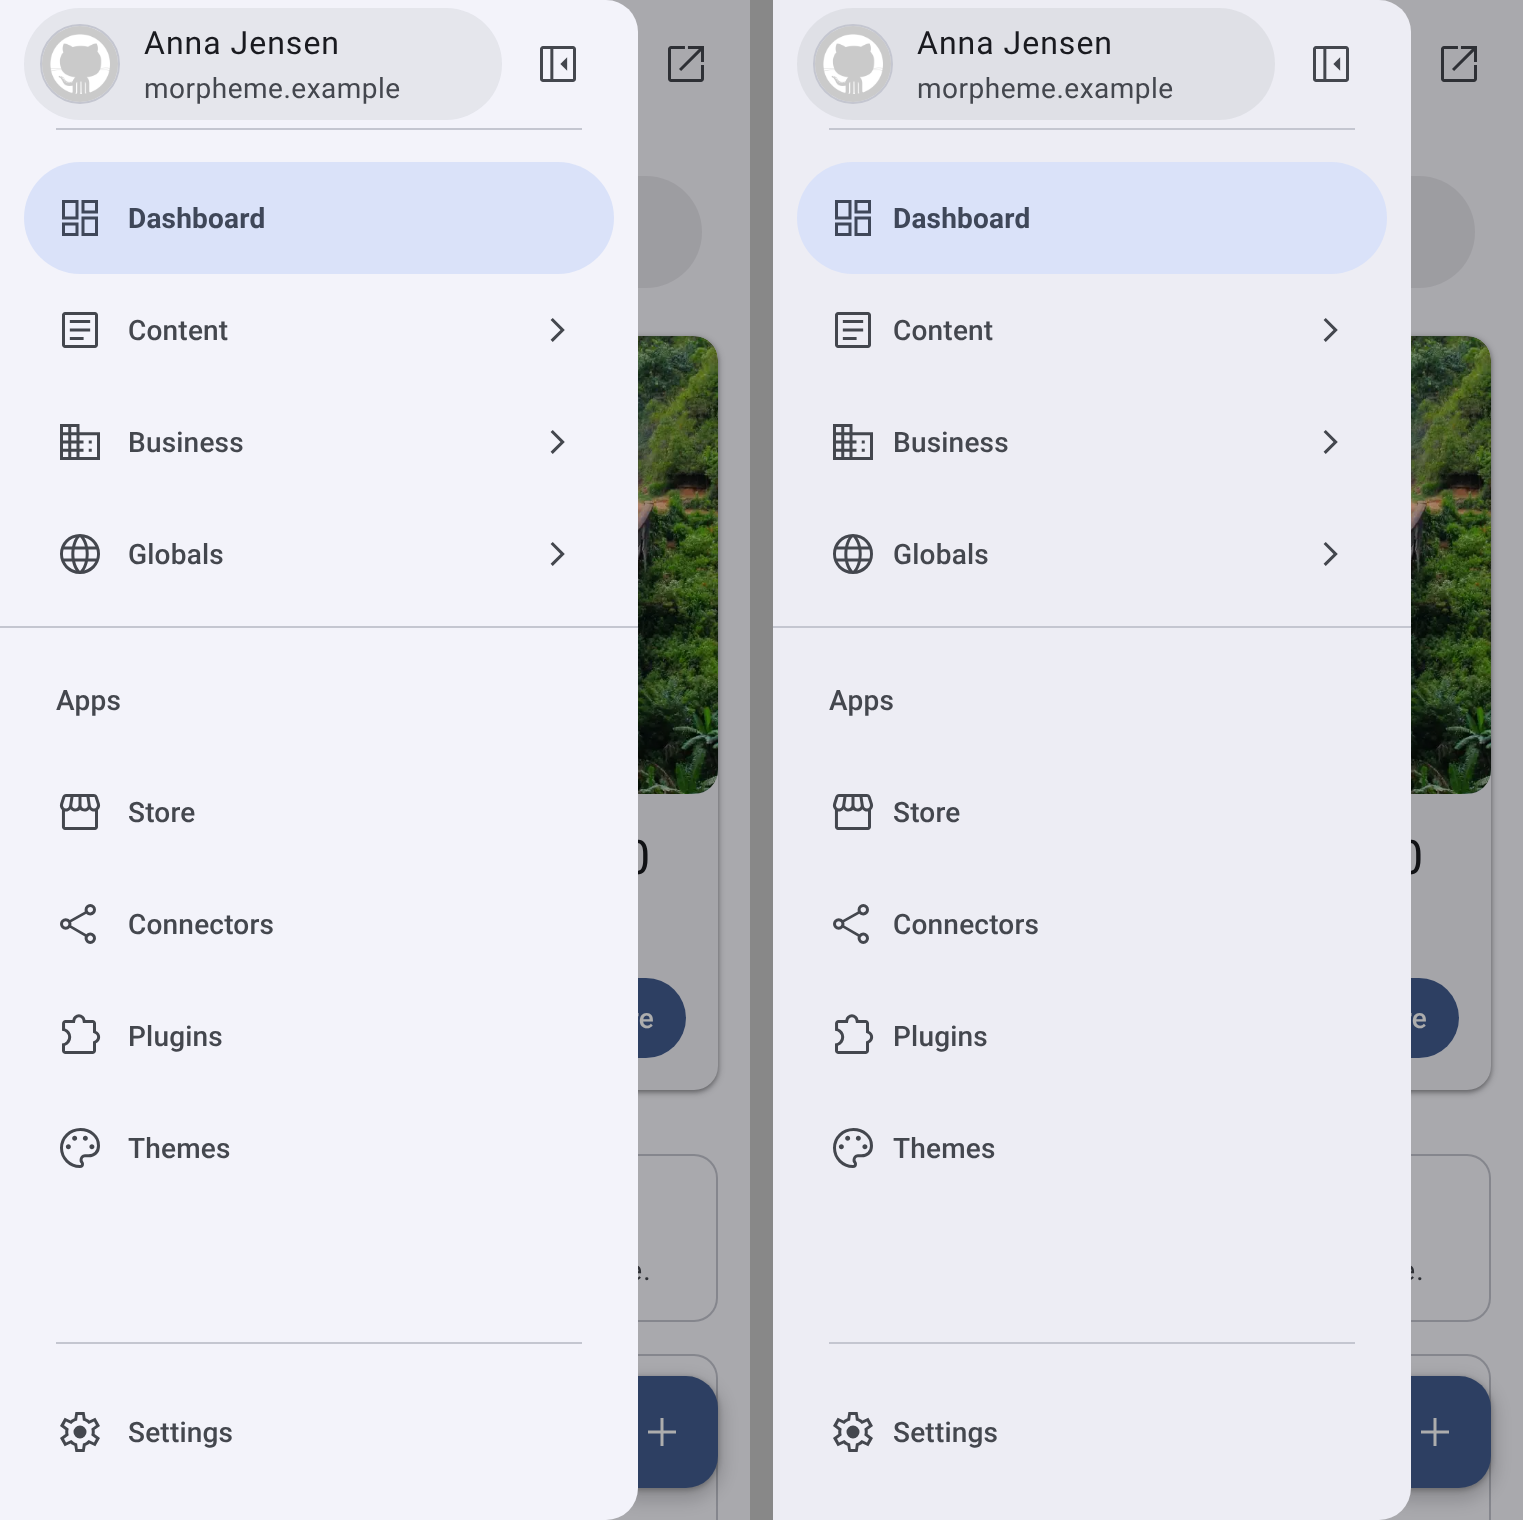 Anna Jensen
morpheme.example
Dashboard
Content
Business
Globals
Apps
Store
Connectors
Plugins
Themes
Settings
Anna Jensen
morpheme.example
Dashboard
Content
Business
Globals
Apps
Store
Connectors
Plugins
Themes
Settings